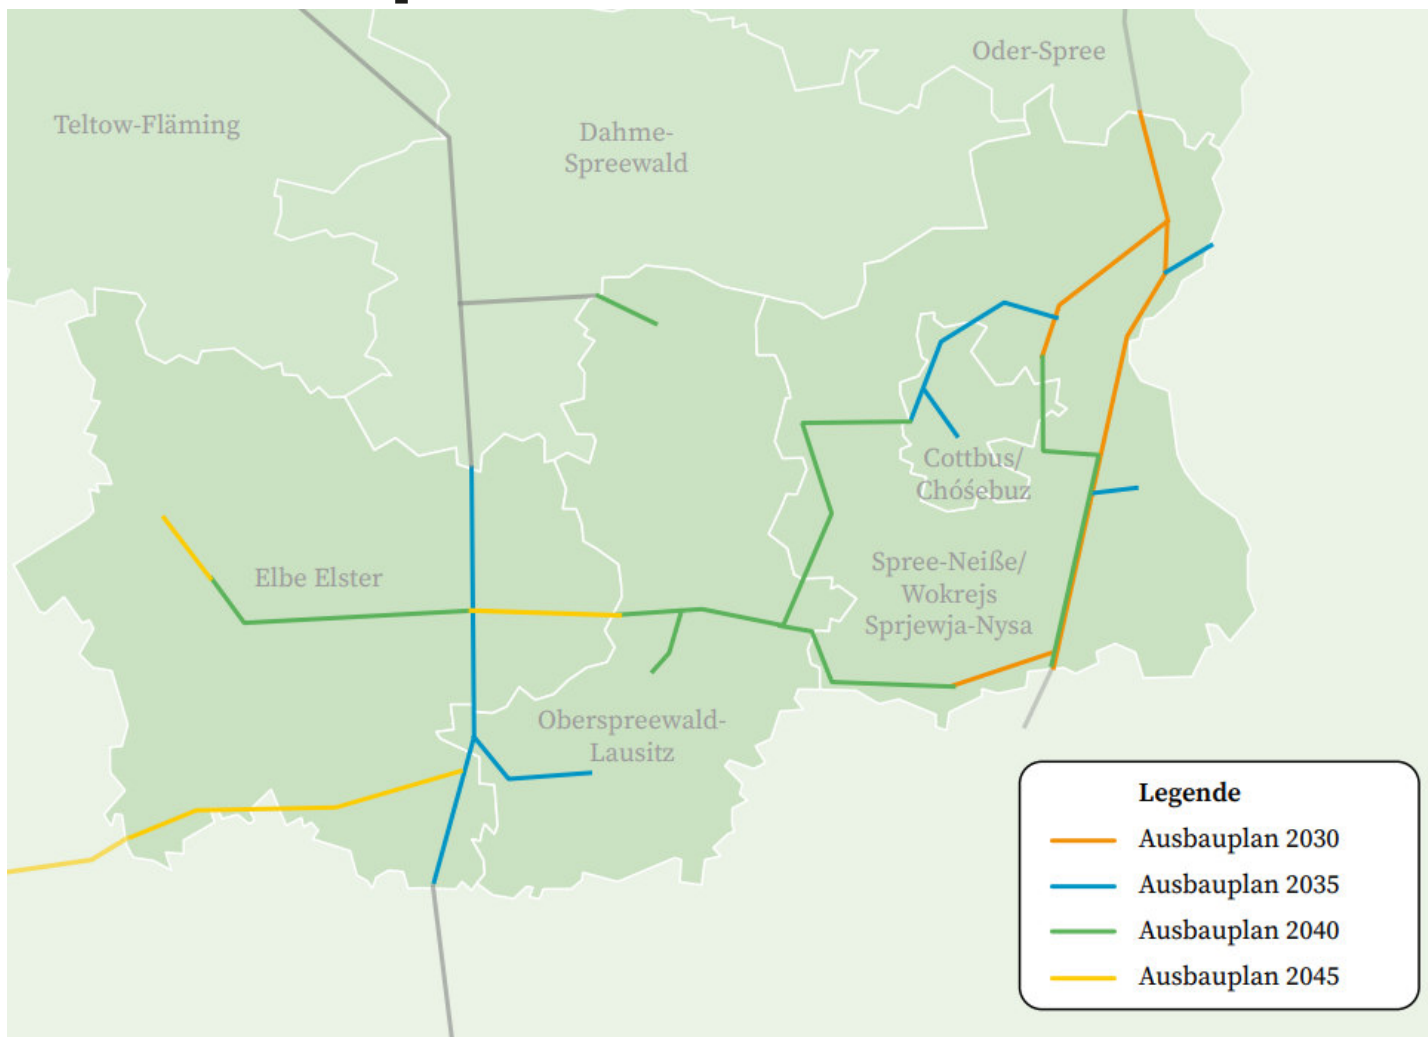 Oder-Spree
Teltow-Fläming
Dahme-
Spreewald
Cottbus/
Chóśebuz
Elbe Elster
Spree-Neiße/
Wokrejs
Sprjewja-Nysa
Oberspreewald-
Lausitz
Legende
Ausbauplan 2030
Ausbauplan 2035
Ausbauplan 2040
Ausbauplan 2045